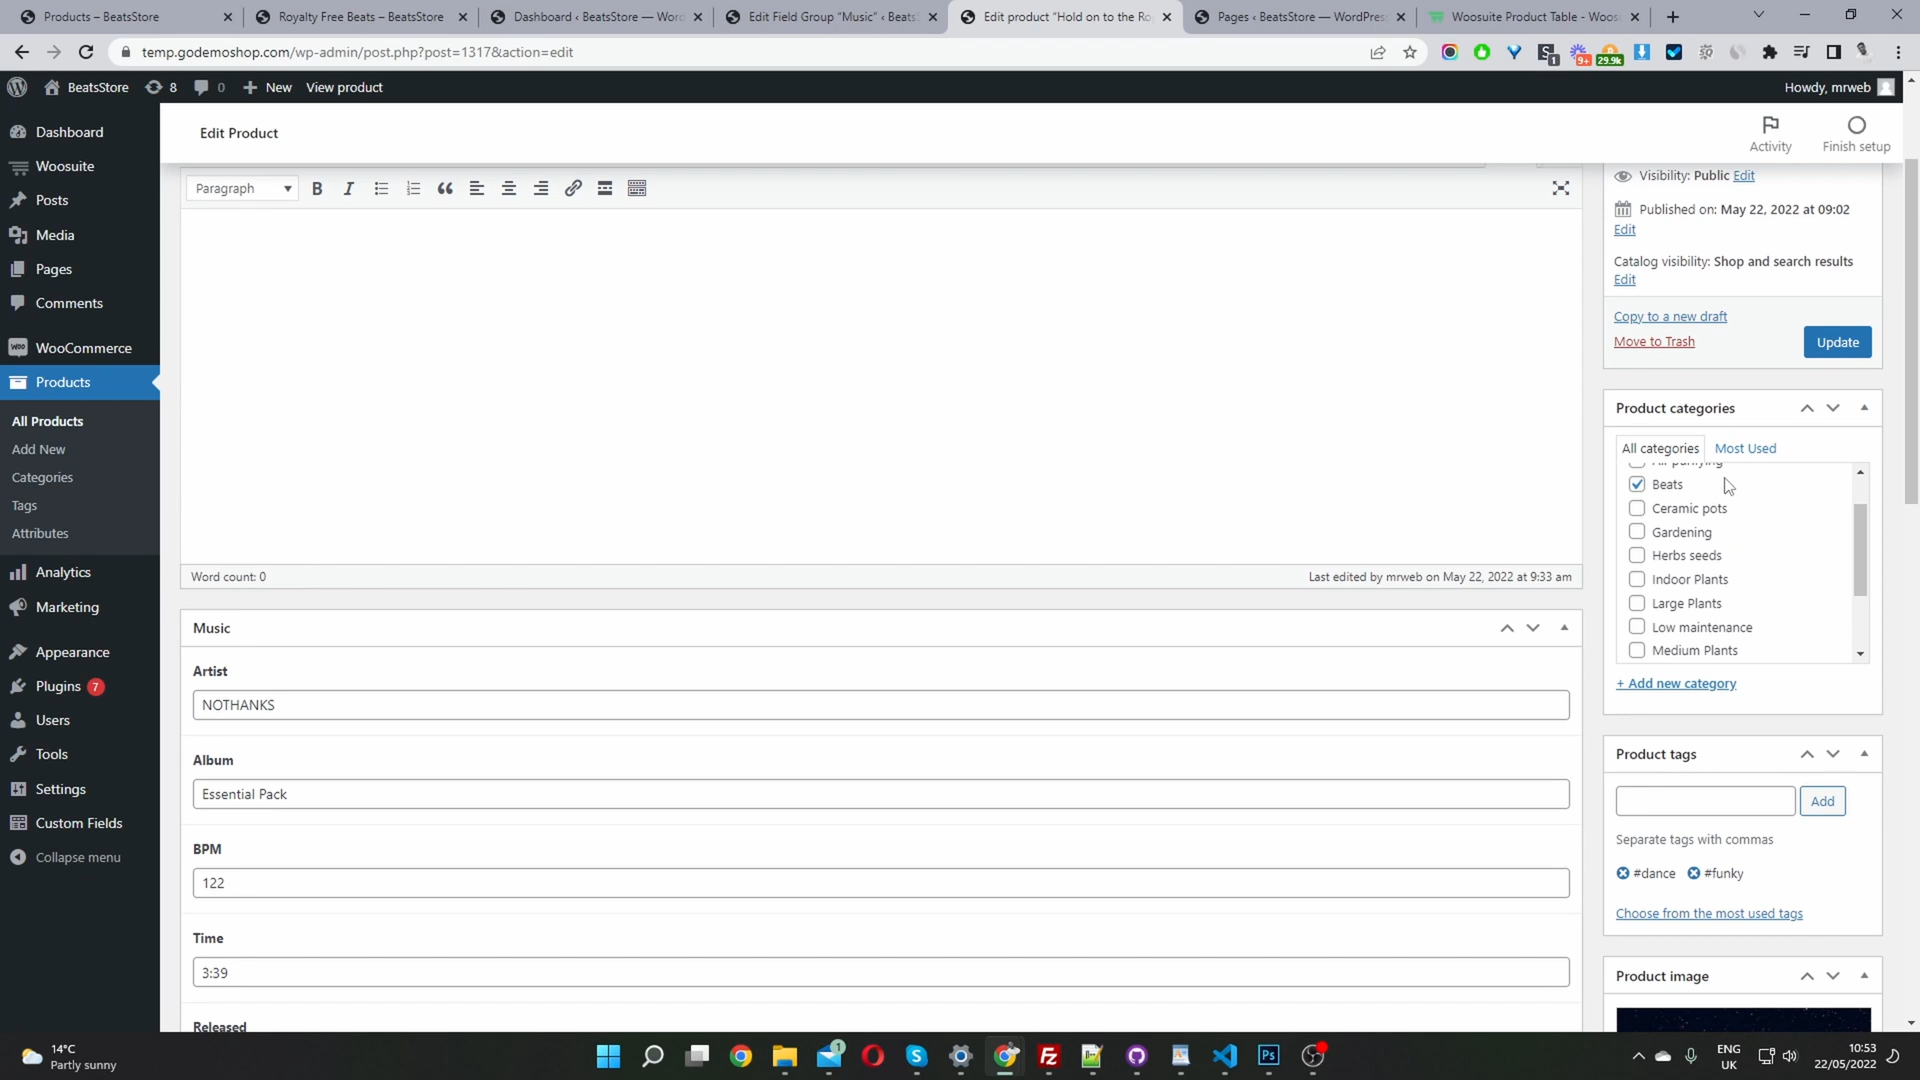 Products – BeatsStore
Royalty Free Beats – BeatsStore
Dashboard ‹ BeatsStore — Word
Edit Field Group "Music" ‹ Beats
Edit product "Hold on to the Ro
Pages ‹ BeatsStore — WordPres
Woosuite Product Table - Woos
temp.godemoshop.com/wp-admin/post.php?post=1317&action=edit
1
9+
29.9k
BeatsStore
8
0
New
View product
Howdy, mrweb
Edit Product
Activity
Finish setup
Dashboard
Woosuite
Posts
Media
Pages
Comments
WooCommerce
Products
All Products
Add New
Categories
Tags
Attributes
Analytics
Marketing
Appearance
Plugins 7
Users
Tools
Settings
Custom Fields
Collapse menu
Paragraph
Word count: 0
Last edited by mrweb on May 22, 2022 at 9:33 am
Music
Artist
NOTHANKS
Album
Essential Pack
BPM
122
Time
3:39
Released
Visibility: Public Edit
Published on: May 22, 2022 at 09:02
Edit
Catalog visibility: Shop and search results
Edit
Copy to a new draft
Move to Trash
Update
Product categories
All categories
Most Used
Air purifying
Beats
Ceramic pots
Gardening
Herbs seeds
Indoor Plants
Large Plants
Low maintenance
Medium Plants
+ Add new category
Product tags
Add
Separate tags with commas
#dance
#funky
Choose from the most used tags
Product image
14°C
Partly sunny
1
ENG
UK
10:53
22/05/2022